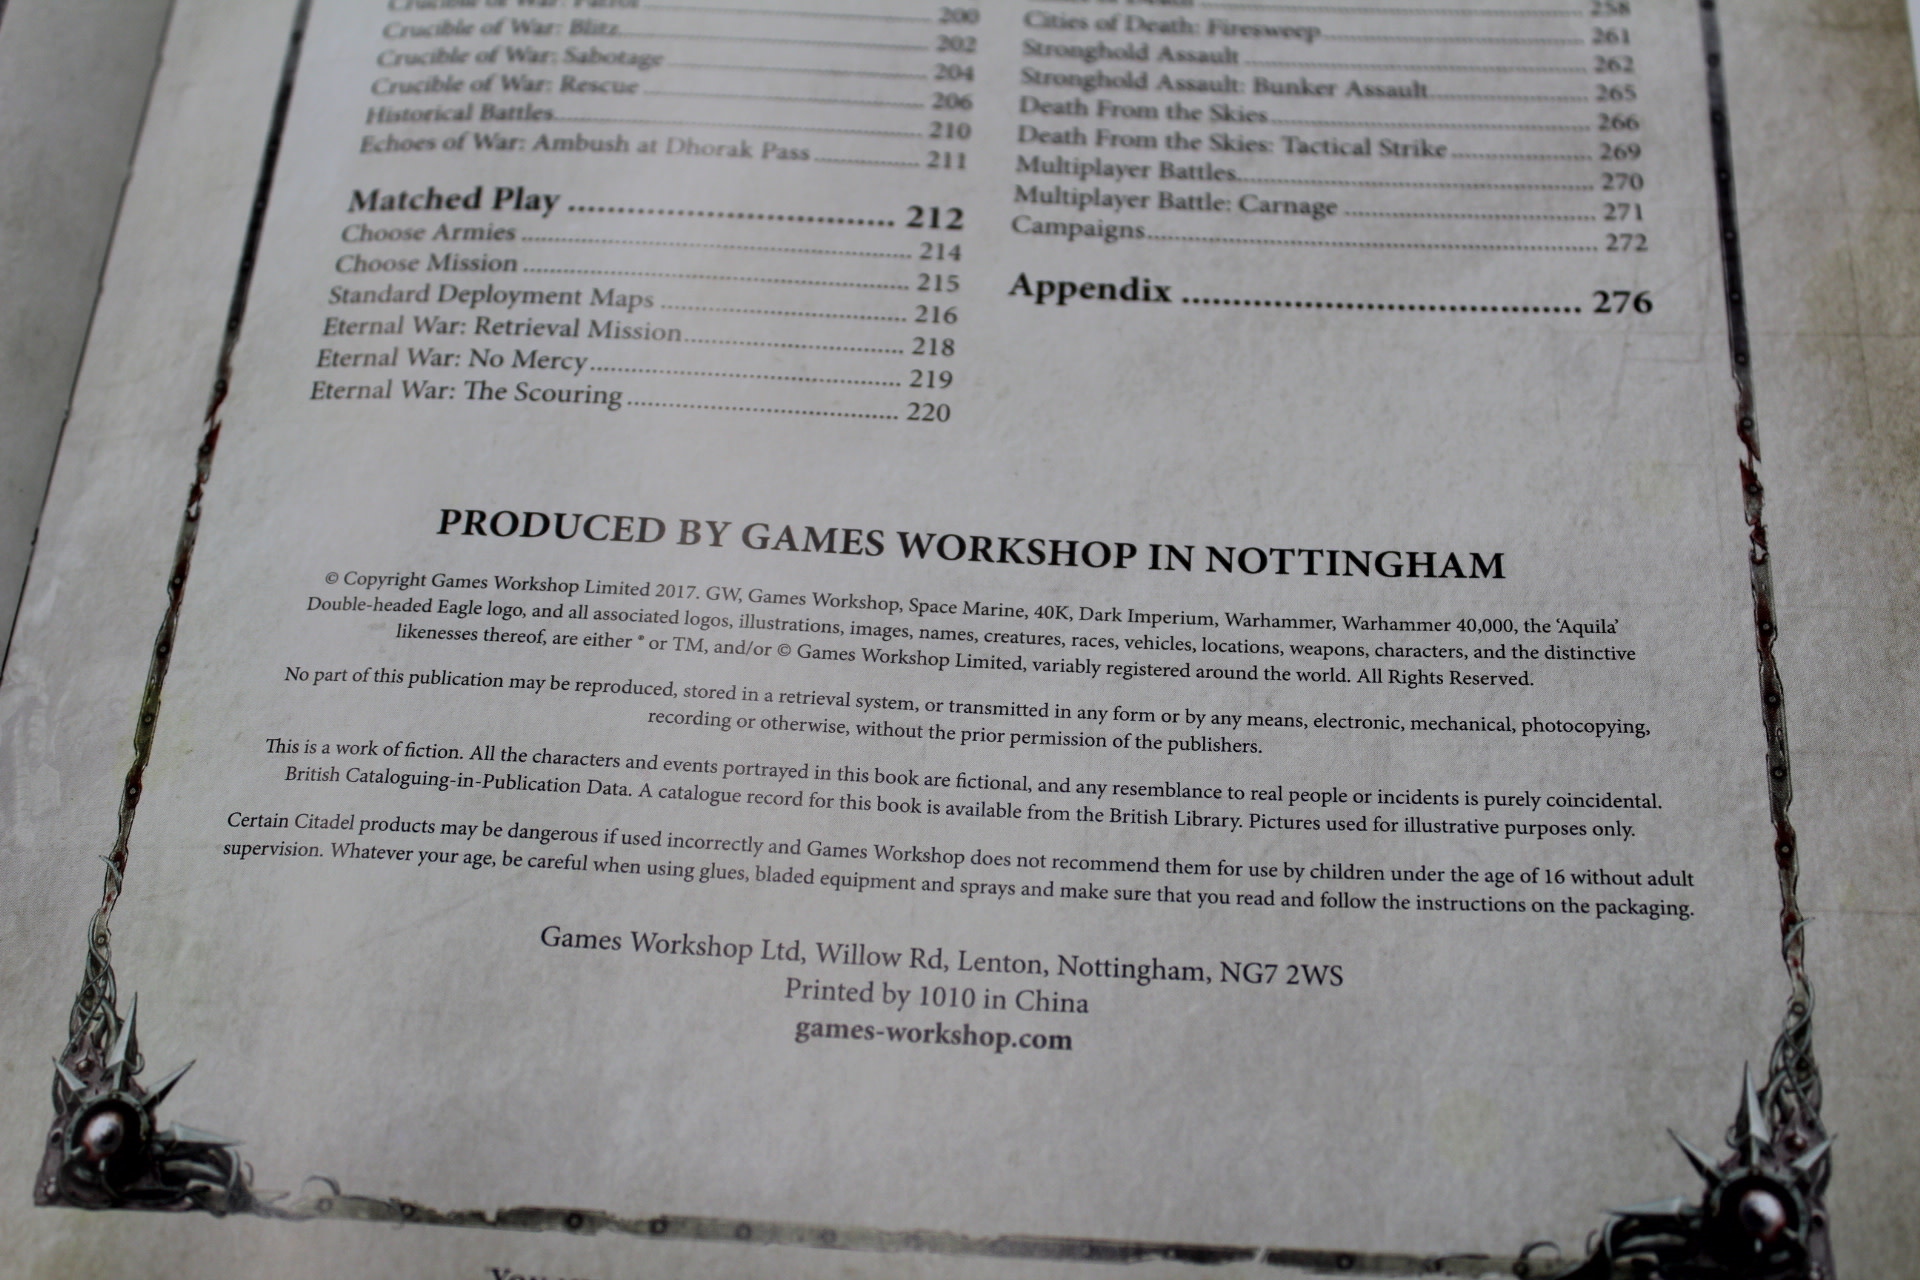 Crucible of War: Patrol 200
Crucible of War: Blitz 202
Crucible of War: Sabotage 204
Crucible of War: Rescue 206
Historical Battles 210
Echoes of War: Ambush at Dhorak Pass 211
Matched Play 212
Choose Armies 214
Choose Mission 215
Standard Deployment Maps 216
Eternal War: Retrieval Mission 218
Eternal War: No Mercy 219
Eternal War: The Scouring 220
258
Cities of Death: Firesweep 261
Stronghold Assault 262
Stronghold Assault: Bunker Assault 265
Death From the Skies 266
Death From the Skies: Tactical Strike 269
Multiplayer Battles 270
Multiplayer Battle: Carnage 271
Campaigns 272
Appendix 276
PRODUCED BY GAMES WORKSHOP IN NOTTINGHAM
© Copyright Games Workshop Limited 2017. GW, Games Workshop, Space Marine, 40K, Dark Imperium, Warhammer, Warhammer 40,000, the ‘Aquila’
Double-headed Eagle logo, and all associated logos, illustrations, images, names, creatures, races, vehicles, locations, weapons, characters, and the distinctive
likenesses thereof, are either ® or TM, and/or © Games Workshop Limited, variably registered around the world. All Rights Reserved.
No part of this publication may be reproduced, stored in a retrieval system, or transmitted in any form or by any means, electronic, mechanical, photocopying,
recording or otherwise, without the prior permission of the publishers.
This is a work of fiction. All the characters and events portrayed in this book are fictional, and any resemblance to real people or incidents is purely coincidental.
British Cataloguing-in-Publication Data. A catalogue record for this book is available from the British Library. Pictures used for illustrative purposes only.
Certain Citadel products may be dangerous if used incorrectly and Games Workshop does not recommend them for use by children under the age of 16 without adult
supervision. Whatever your age, be careful when using glues, bladed equipment and sprays and make sure that you read and follow the instructions on the packaging.
Games Workshop Ltd, Willow Rd, Lenton, Nottingham, NG7 2WS
Printed by 1010 in China
games-workshop.com